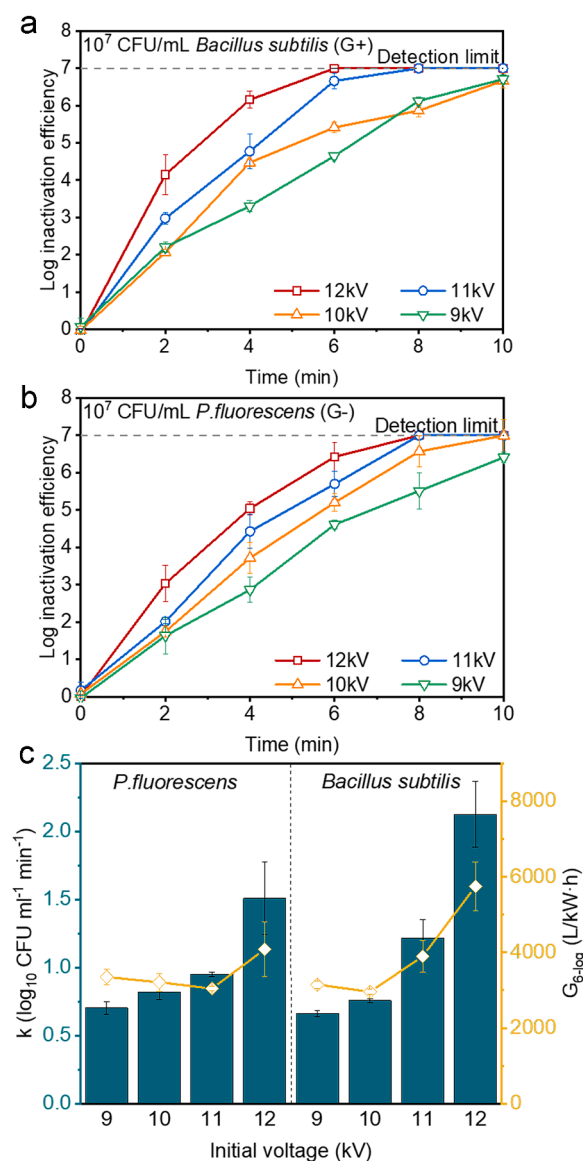 a
10⁷ CFU/mL Bacillus subtilis (G+)
Detection limit
Log inactivation efficiency
8
7
6
5
4
3
2
1
0
12kV
11kV
10kV
9kV
0 2 4 6 8 10
Time (min)
b
10⁷ CFU/mL P.fluorescens (G-)
Detection limit
Log inactivation efficiency
8
7
6
5
4
3
2
1
0
12kV
11kV
10kV
9kV
0 2 4 6 8 10
Time (min)
c
P.fluorescens
Bacillus subtilis
k (log₁₀ CFU ml⁻¹ min⁻¹)
2.5
2.0
1.5
1.0
0.5
0.0
8000
6000
4000
2000
0
G₆₋ₗₒg (L/kW·h)
9 10 11 12 9 10 11 12
Initial voltage (kV)